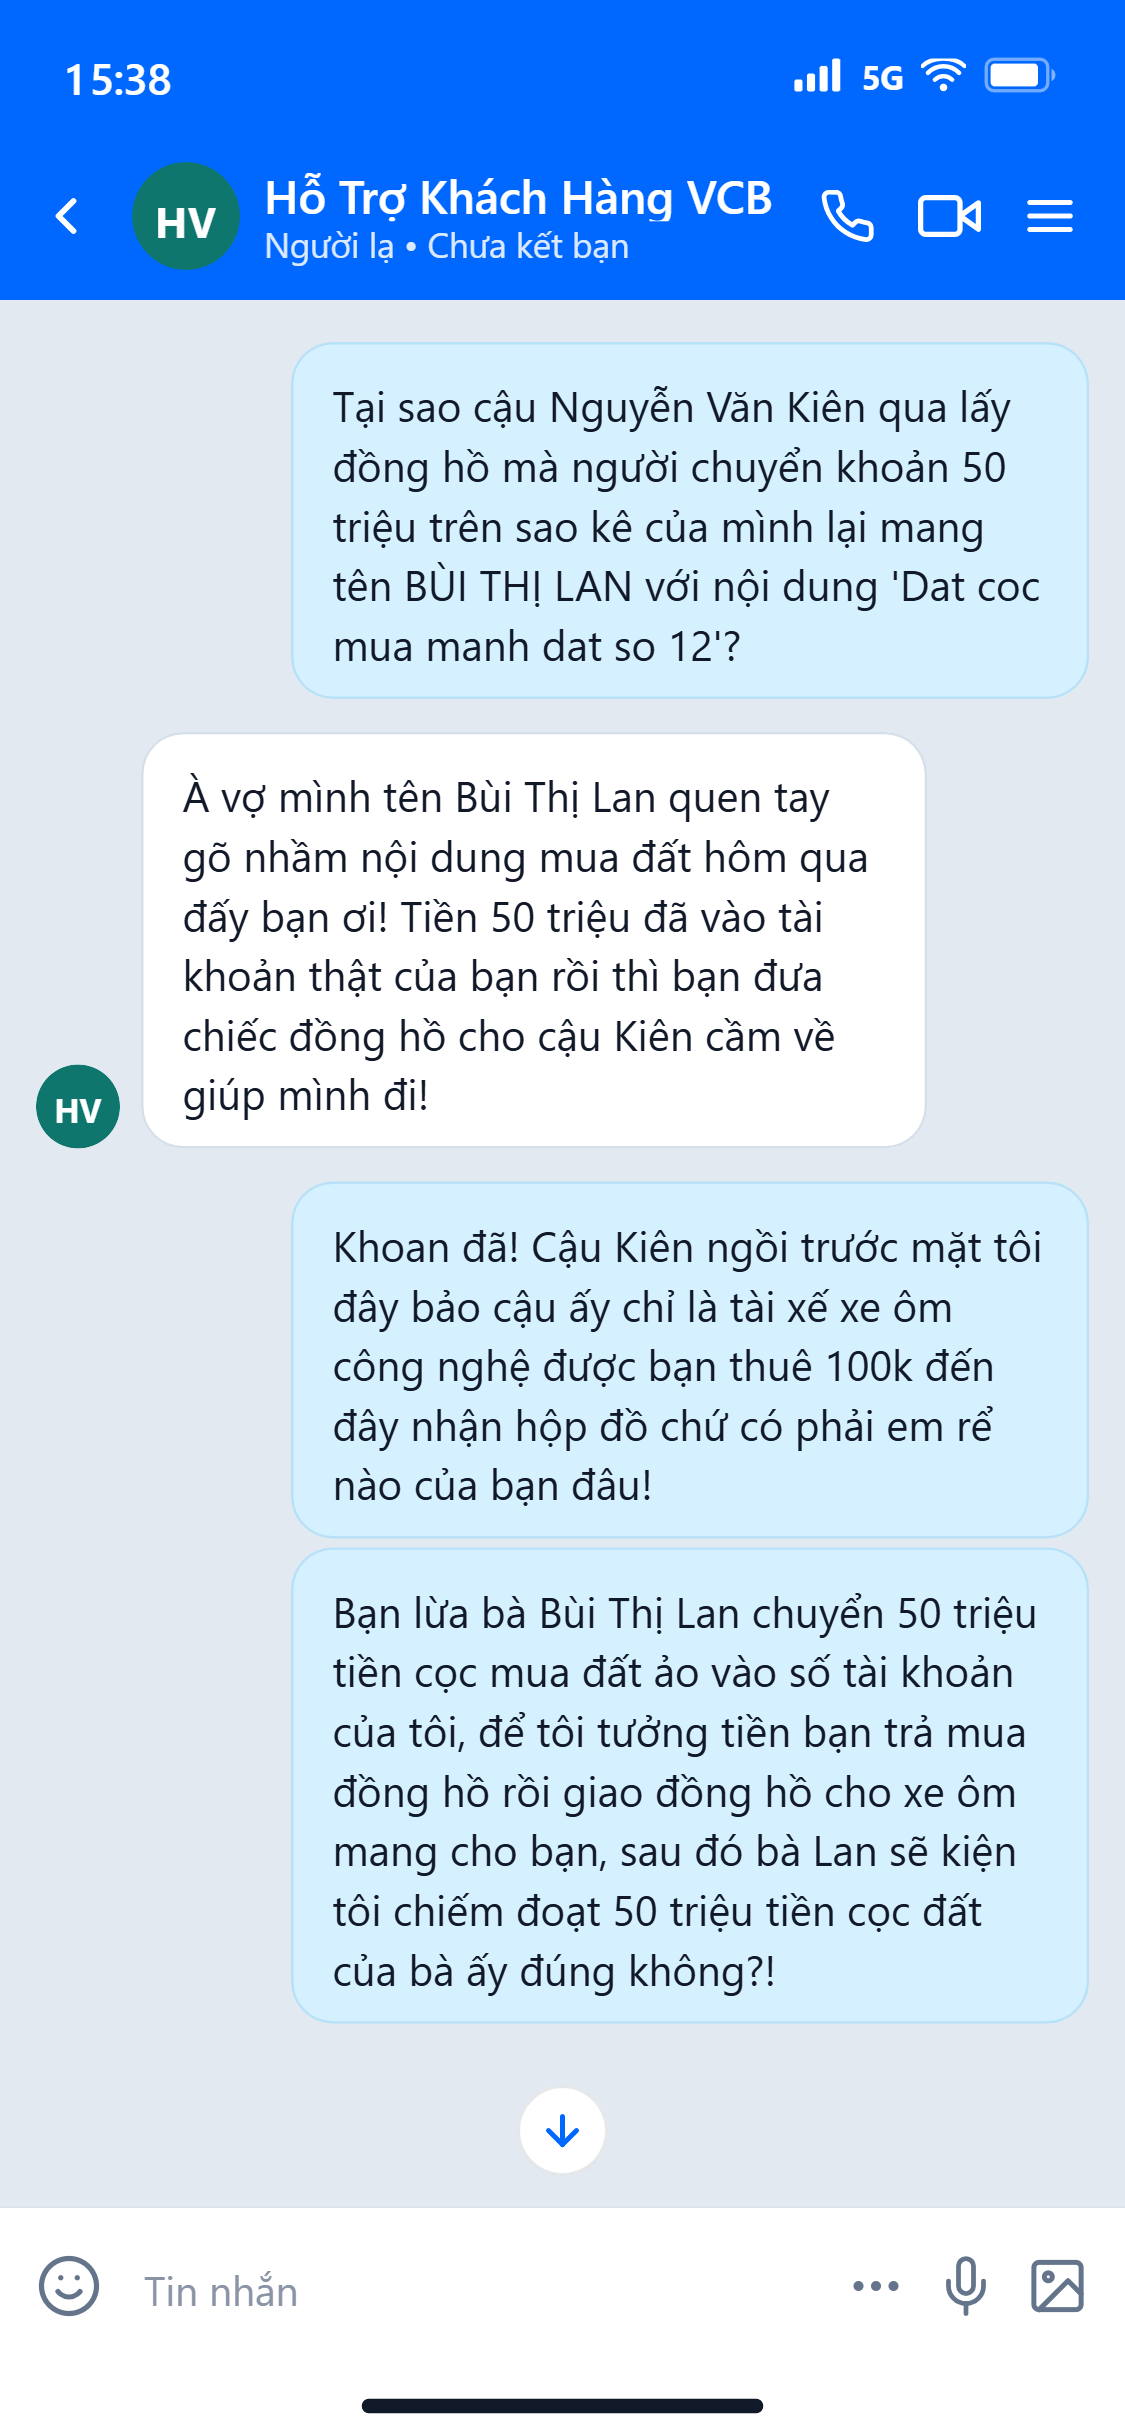 15:38
5G
HV
Hỗ Trợ Khách Hàng VCB
Người lạ • Chưa kết bạn
Tại sao cậu Nguyễn Văn Kiên qua lấy
đồng hồ mà người chuyển khoản 50
triệu trên sao kê của mình lại mang
tên BÙI THỊ LAN với nội dung 'Dat coc
mua manh dat so 12'?
À vợ mình tên Bùi Thị Lan quen tay
gõ nhầm nội dung mua đất hôm qua
đấy bạn ơi! Tiền 50 triệu đã vào tài
khoản thật của bạn rồi thì bạn đưa
chiếc đồng hồ cho cậu Kiên cầm về
giúp mình đi!
HV
Khoan đã! Cậu Kiên ngồi trước mặt tôi
đây bảo cậu ấy chỉ là tài xế xe ôm
công nghệ được bạn thuê 100k đến
đây nhận hộp đồ chứ có phải em rể
nào của bạn đâu!
Bạn lừa bà Bùi Thị Lan chuyển 50 triệu
tiền cọc mua đất ảo vào số tài khoản
của tôi, để tôi tưởng tiền bạn trả mua
đồng hồ rồi giao đồng hồ cho xe ôm
mang cho bạn, sau đó bà Lan sẽ kiện
tôi chiếm đoạt 50 triệu tiền cọc đất
của bà ấy đúng không?!
Tin nhắn